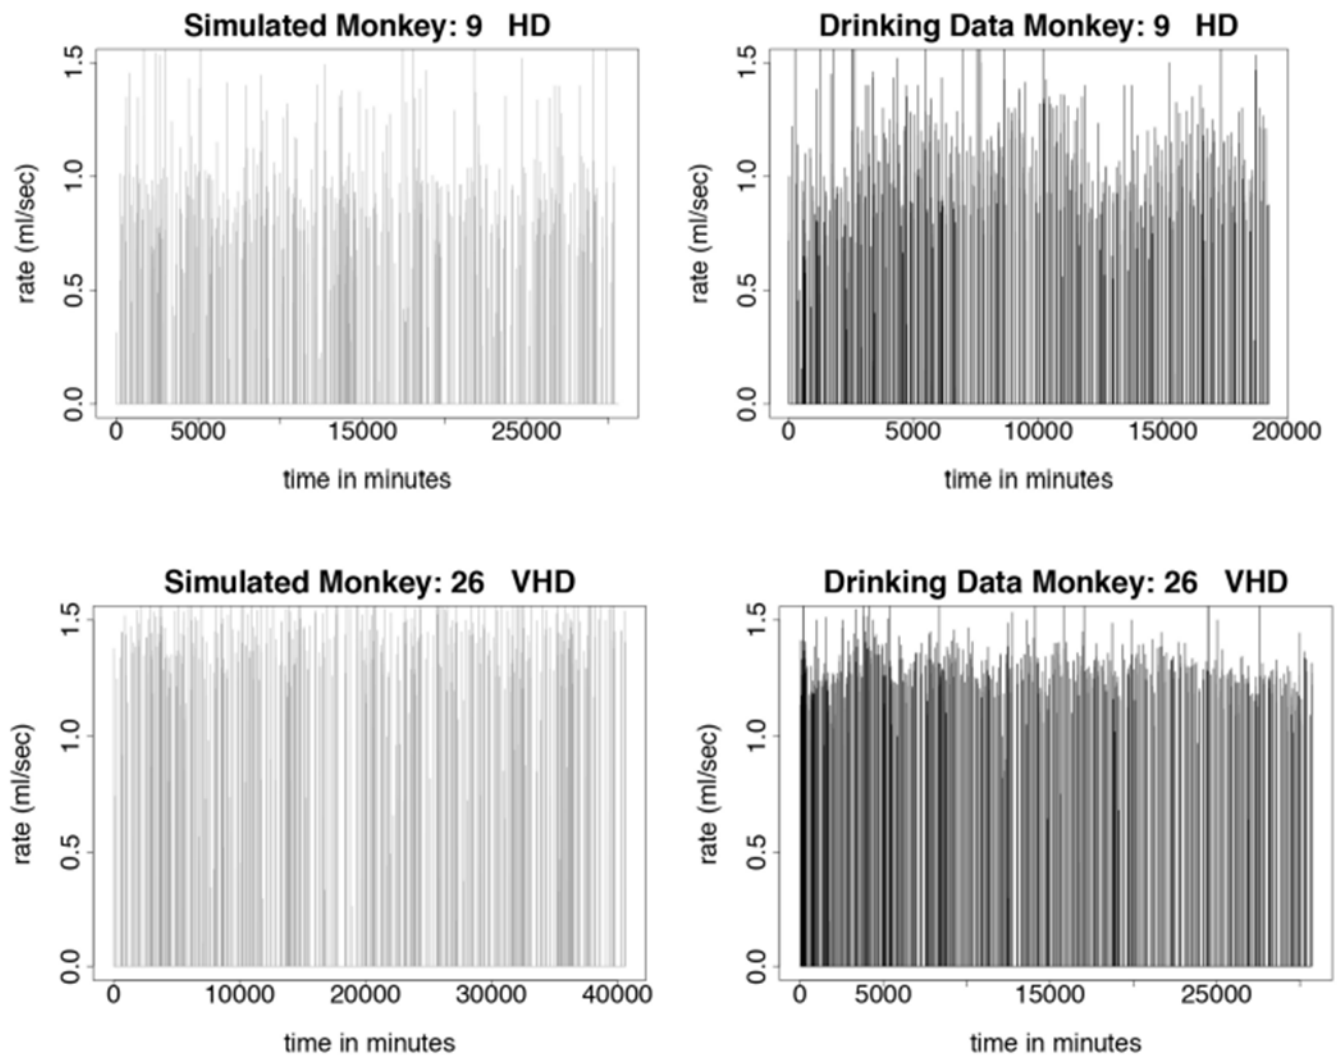 Simulated Monkey: 9 HD
1.5
1.0
0.5
0.0
rate (ml/sec)
0 5000 15000 25000
time in minutes
Drinking Data Monkey: 9 HD
1.5
1.0
0.5
0.0
rate (ml/sec)
0 5000 10000 15000 20000
time in minutes
Simulated Monkey: 26 VHD
1.5
1.0
0.5
0.0
rate (ml/sec)
0 10000 20000 30000 40000
time in minutes
Drinking Data Monkey: 26 VHD
1.5
1.0
0.5
0.0
rate (ml/sec)
0 5000 15000 25000
time in minutes